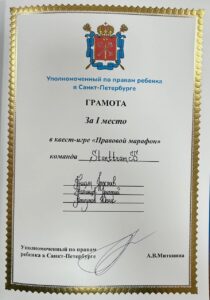 Уполномоченный по правам ребенка
в Санкт-Петербурге
ГРАМОТА
За I место
в квест-игре «Правовой марафон»
команда
Уполномоченный по правам
ребенка в Санкт-Петербурге
А.В.Митянина